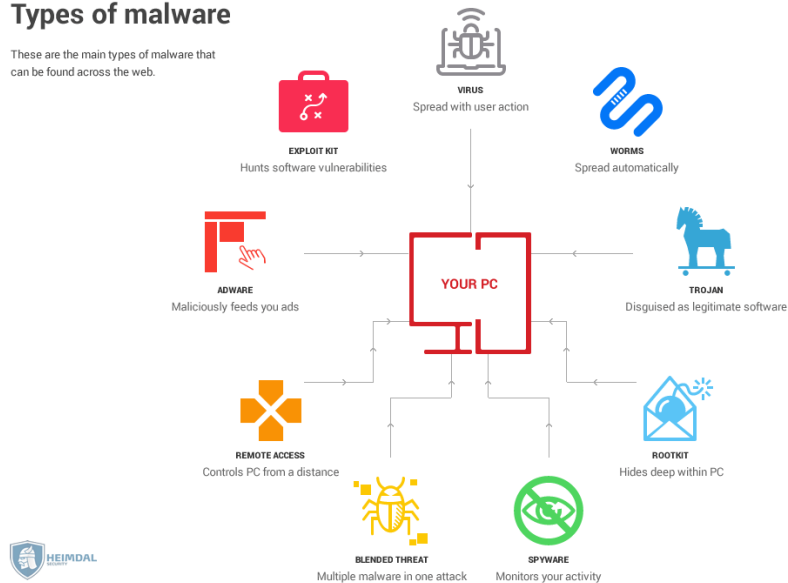 Types of malware
These are the main types of malware that
can be found across the web.
VIRUS
Spread with user action
EXPLOIT KIT
Hunts software vulnerabilities
WORMS
Spread automatically
YOUR PC
ADWARE
Maliciously feeds you ads
TROJAN
Disguised as legitimate software
REMOTE ACCESS
Controls PC from a distance
ROOTKIT
Hides deep within PC
BLENDED THREAT
Multiple malware in one attack
SPYWARE
Monitors your activity
HEIMDAL
SECURITY